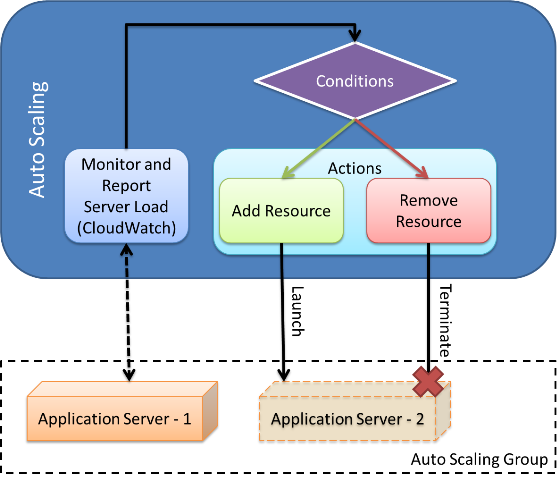 Auto Scaling
Conditions
Monitor and
Report
Server Load
(CloudWatch)
Actions
Add Resource
Remove
Resource
Launch
Terminate
Application Server - 1
Application Server - 2
Auto Scaling Group